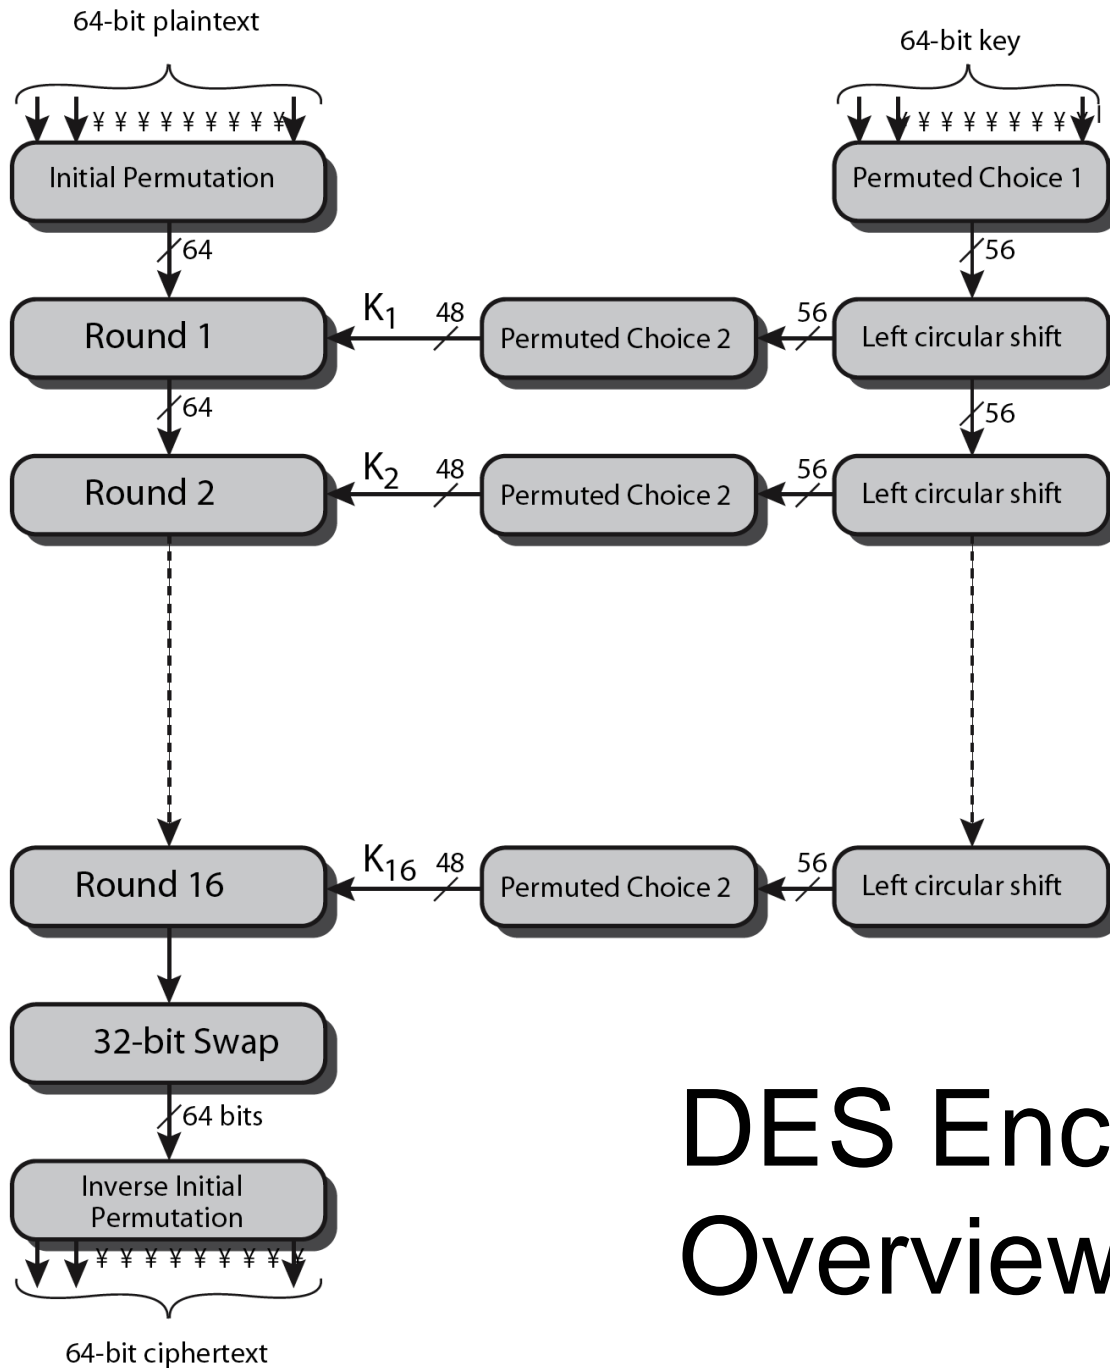 64-bit plaintext
64-bit key
¥ ¥ ¥ ¥ ¥ ¥ ¥ ¥ ¥
¥ ¥ ¥ ¥ ¥ ¥ ¥ ¥ ¥
Initial Permutation
Permuted Choice 1
64
56
Round 1
K1
48
Permuted Choice 2
56
Left circular shift
64
56
Round 2
K2
48
Permuted Choice 2
56
Left circular shift
Round 16
K16
48
Permuted Choice 2
56
Left circular shift
32-bit Swap
64 bits
Inverse Initial
Permutation
¥ ¥ ¥ ¥ ¥ ¥ ¥ ¥ ¥
64-bit ciphertext
DES Enc
Overview